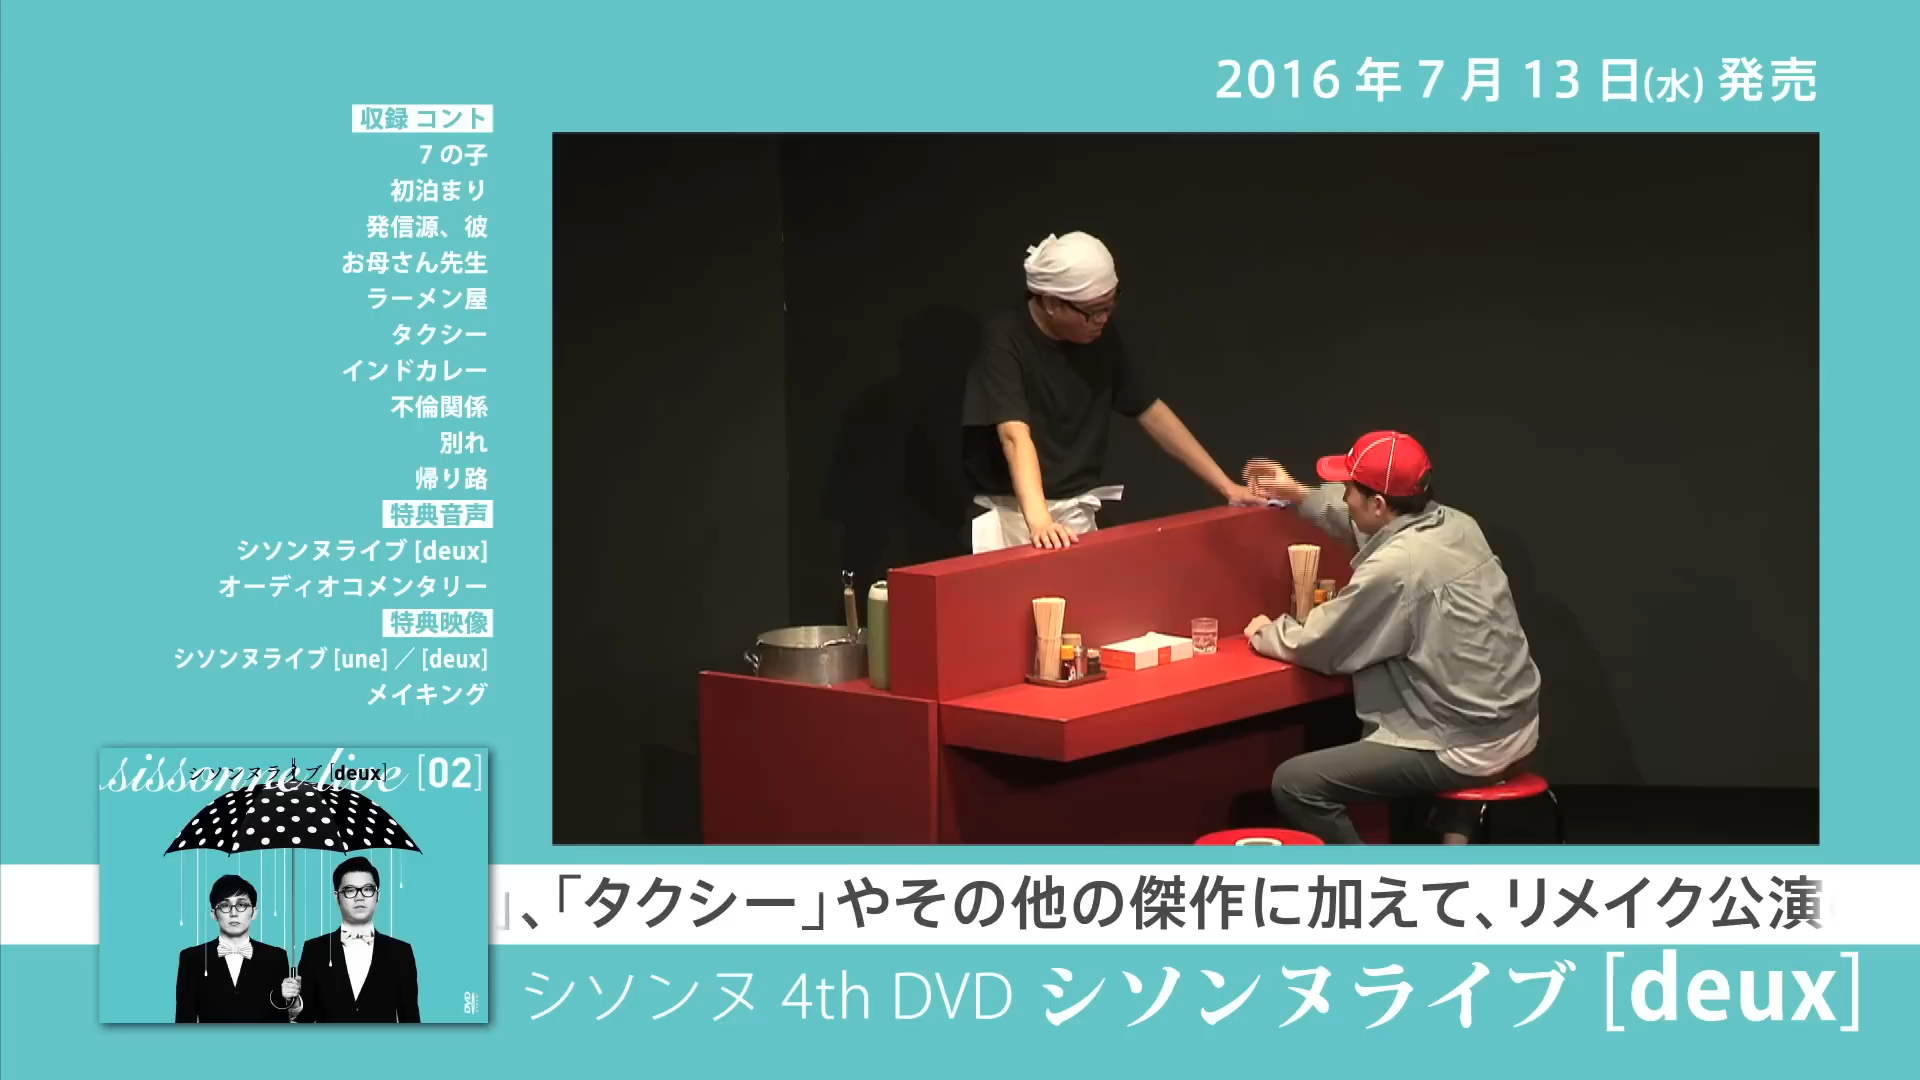 2016年7月13日(水)発売
収録 コント
7の子
初泊まり
発信源、彼
お母さん先生
ラーメン屋
タクシー
インドカレー
不倫関係
別れ
帰り路
特典音声
シソンヌライブ [deux]
オーディオコメンタリー
特典映像
シソンヌライブ [une] ／ [deux]
メイキング
sissonne live [02]
シソンヌライブ [deux]
」、「タクシー」やその他の傑作に加えて、リメイク公演
シソンヌ 4th DVD シソンヌライブ [deux]